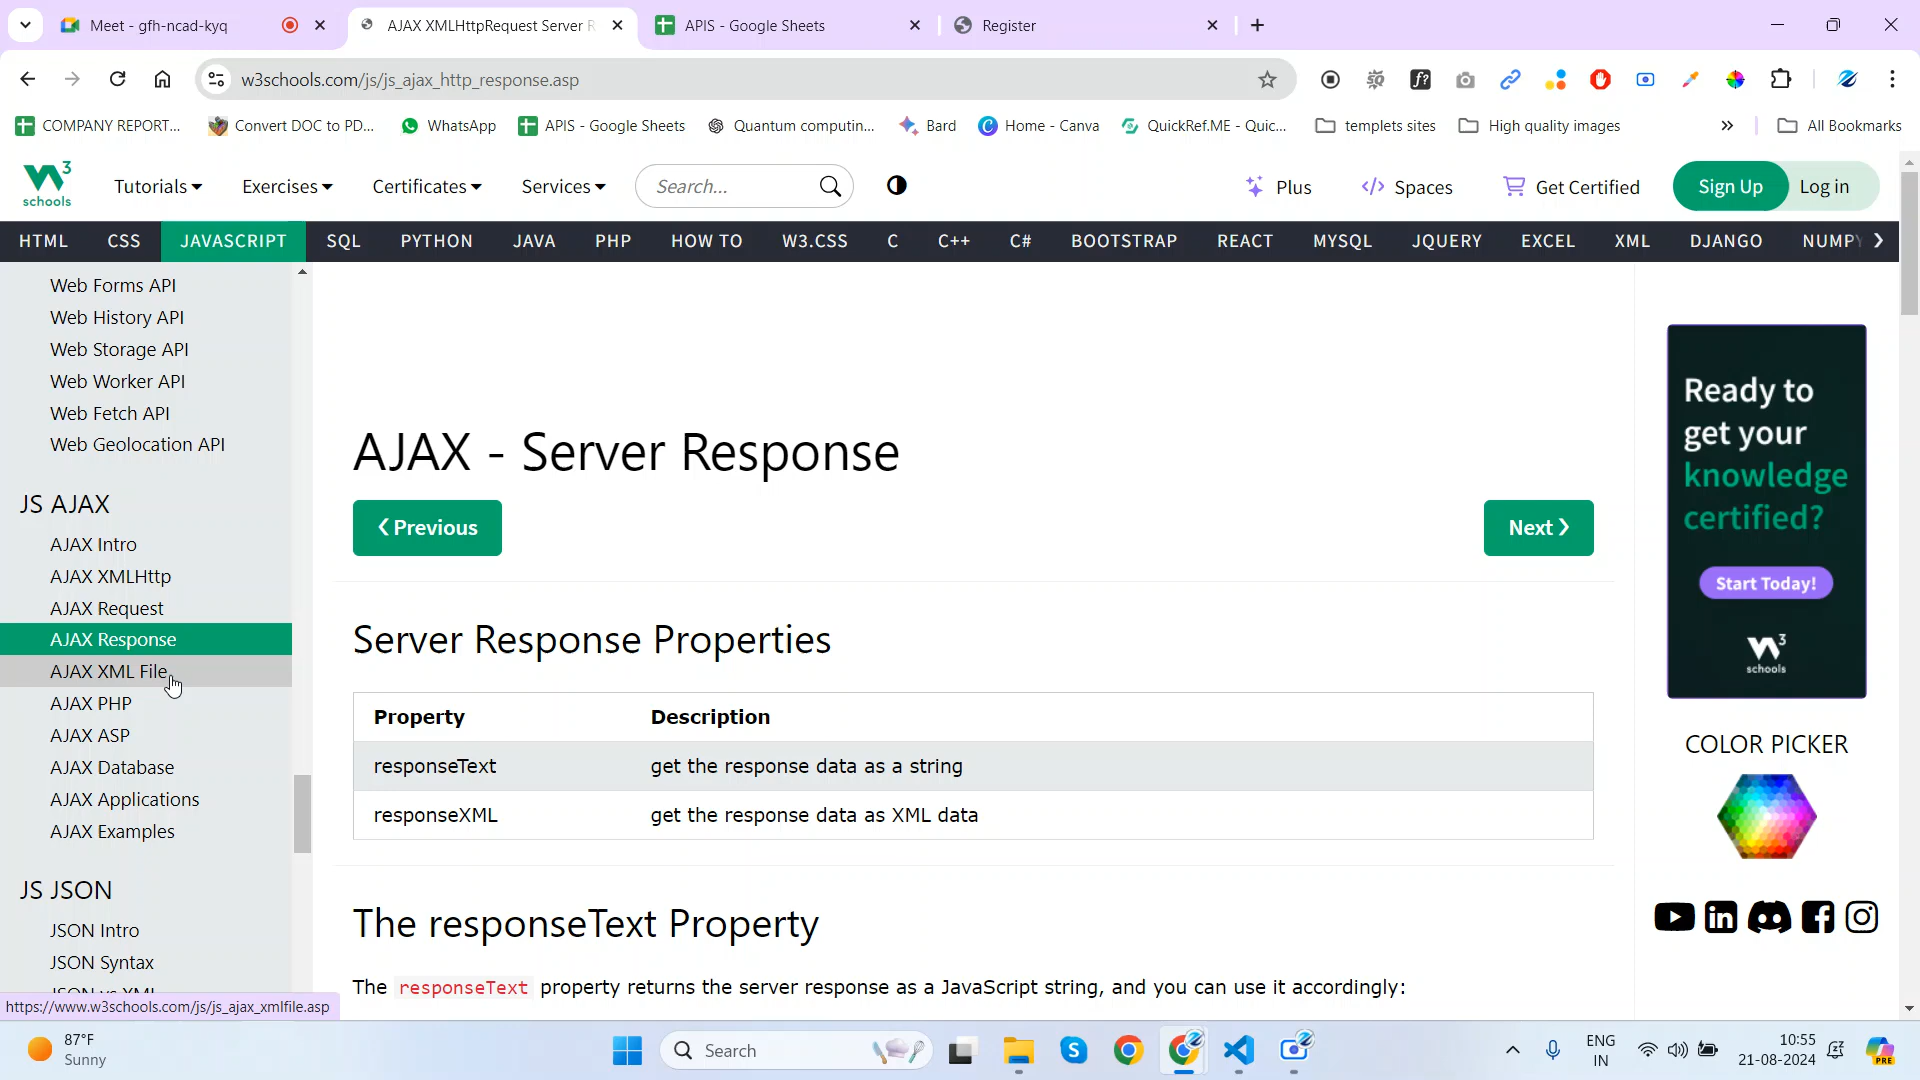 Meet - gfh-ncad-kyq
AJAX XMLHttpRequest Server R
APIS - Google Sheets
Register
w3schools.com/js/js_ajax_http_response.asp
COMPANY REPORT...
Convert DOC to PD...
WhatsApp
APIS - Google Sheets
Quantum computin...
Bard
Home - Canva
QuickRef.ME - Quic...
templets sites
High quality images
All Bookmarks
W3 schools
Tutorials
Exercises
Certificates
Services
Search...
Plus
Spaces
Get Certified
Sign Up
Log in
HTML
CSS
JAVASCRIPT
SQL
PYTHON
JAVA
PHP
HOW TO
W3.CSS
C
C++
C#
BOOTSTRAP
REACT
MYSQL
JQUERY
EXCEL
XML
DJANGO
NUMPY
Web Forms API
Web History API
Web Storage API
Web Worker API
Web Fetch API
Web Geolocation API
JS AJAX
AJAX Intro
AJAX XMLHttp
AJAX Request
AJAX Response
AJAX XML File
AJAX PHP
AJAX ASP
AJAX Database
AJAX Applications
AJAX Examples
JS JSON
JSON Intro
JSON Syntax
JSON vs XML
https://www.w3schools.com/js/js_ajax_xmlfile.asp
AJAX - Server Response
❮ Previous
Next ❯
Server Response Properties
Property Description
responseText get the response data as a string
responseXML get the response data as XML data
The responseText Property
The responseText property returns the server response as a JavaScript string, and you can use it accordingly:
Ready to
get your
knowledge
certified?
Start Today!
W3
schools
COLOR PICKER
87°F
Sunny
Search
ENG
IN
10:55
21-08-2024
PRE